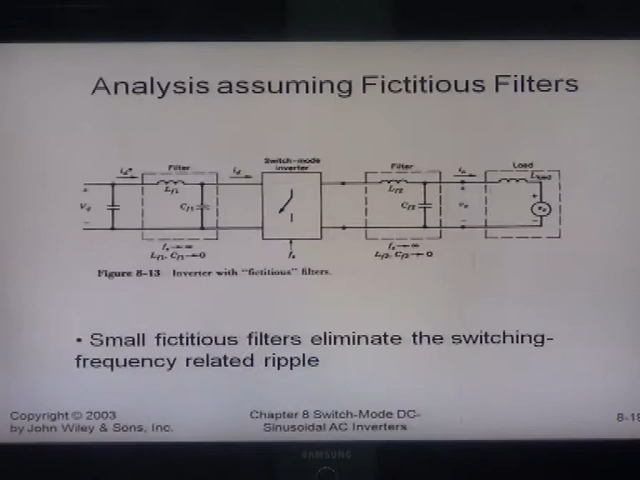 Analysis assuming Fictitious Filters
Filter
Switch-mode
inverter
Filter
Load
Figure 8-13 Inverter with "fictitious" filters.
• Small fictitious filters eliminate the switching-
frequency related ripple
Copyright © 2003
by John Wiley & Sons, Inc.
Chapter 8 Switch-Mode DC-
Sinusoidal AC Inverters
SAMSUNG